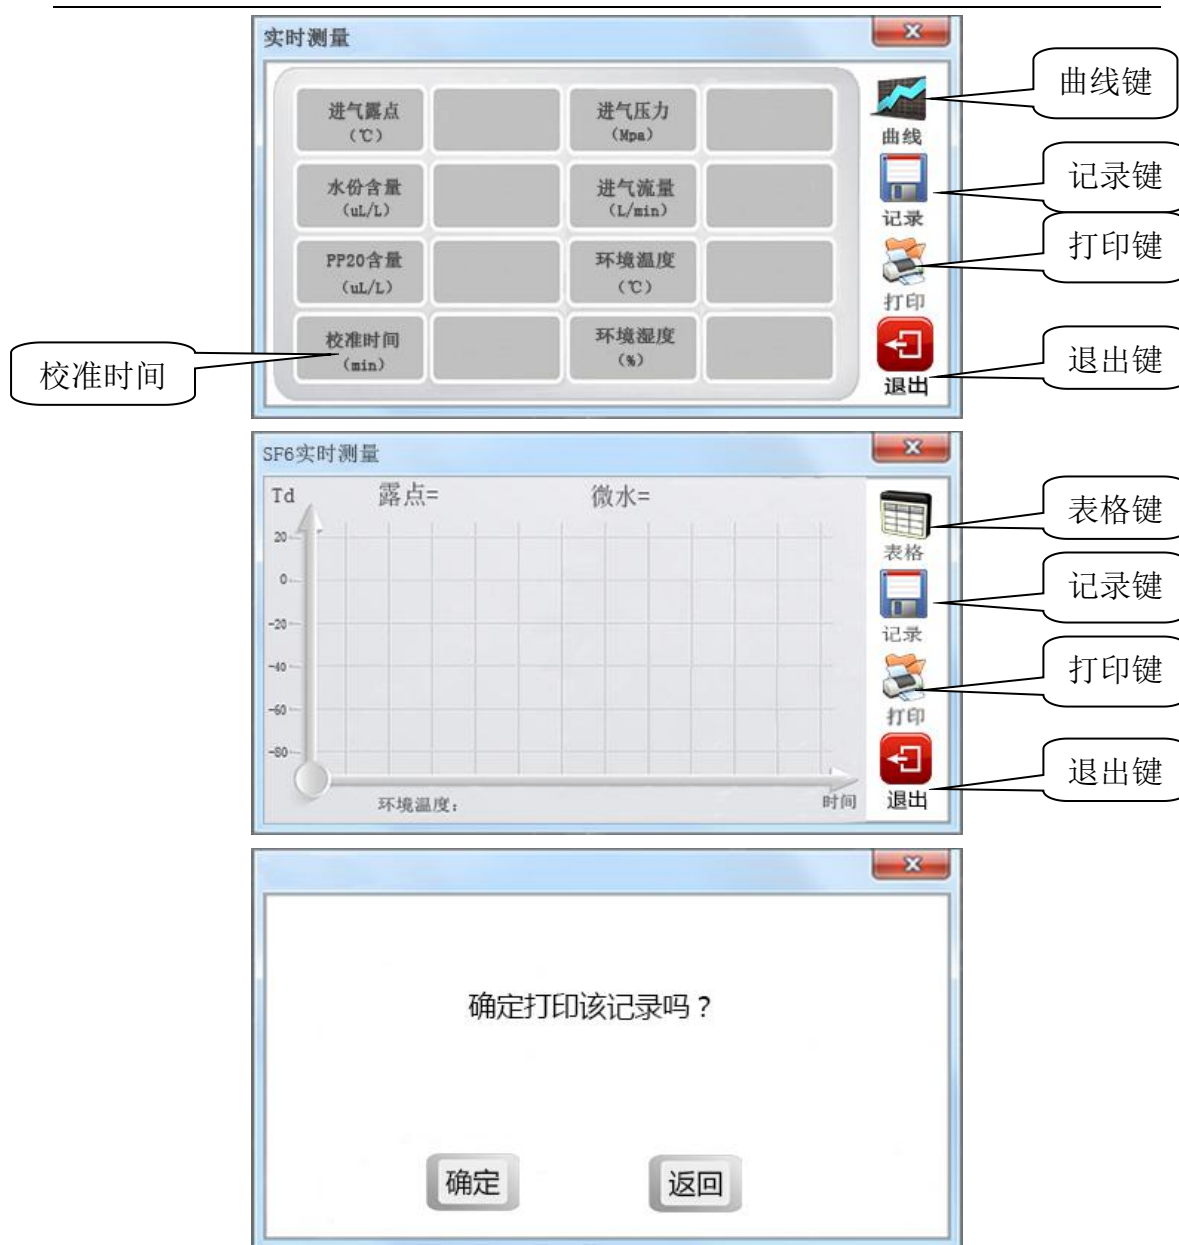 实时测量
曲线键
进气露点
(℃)
进气压力
(Mpa)
曲线
水份含量
(uL/L)
进气流量
(L/min)
记录
记录键
PP20含量
(uL/L)
环境温度
(℃)
打印
打印键
校准时间
(min)
环境湿度
(%)
退出
退出键
校准时间
SF6实时测量
Td
露点=
微水=
表格键
20
表格
0
记录键
-20
记录
-40
打印键
-60
打印
-80
退出键
环境温度:
时间
退出
确定打印该记录吗？
确定
返回